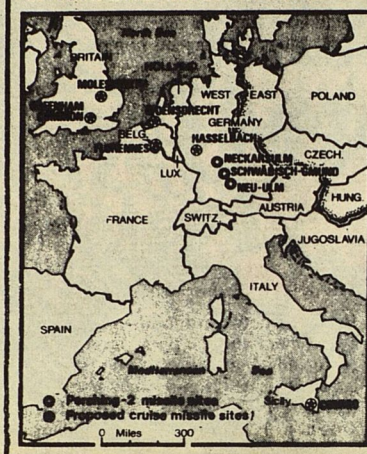 North Sea
BRITAIN
HOLLAND
MOLESWORTH
GREENHAM
COMMON
WOENSDRECHT
WEST
EAST
GERMANY
POLAND
BELG.
FLORENNES
HASSELBACH
LUX.
NECKARSULM
SCHWÄBISCH-GMUND
NEU-ULM
CZECH.
HUNG.
AUSTRIA
FRANCE
SWITZ.
JUGOSLAVIA
ITALY
SPAIN
Mediterranean Sea
Sicily
COMISO
Pershing-2 missile sites
Proposed cruise missile sites
0 Miles 300